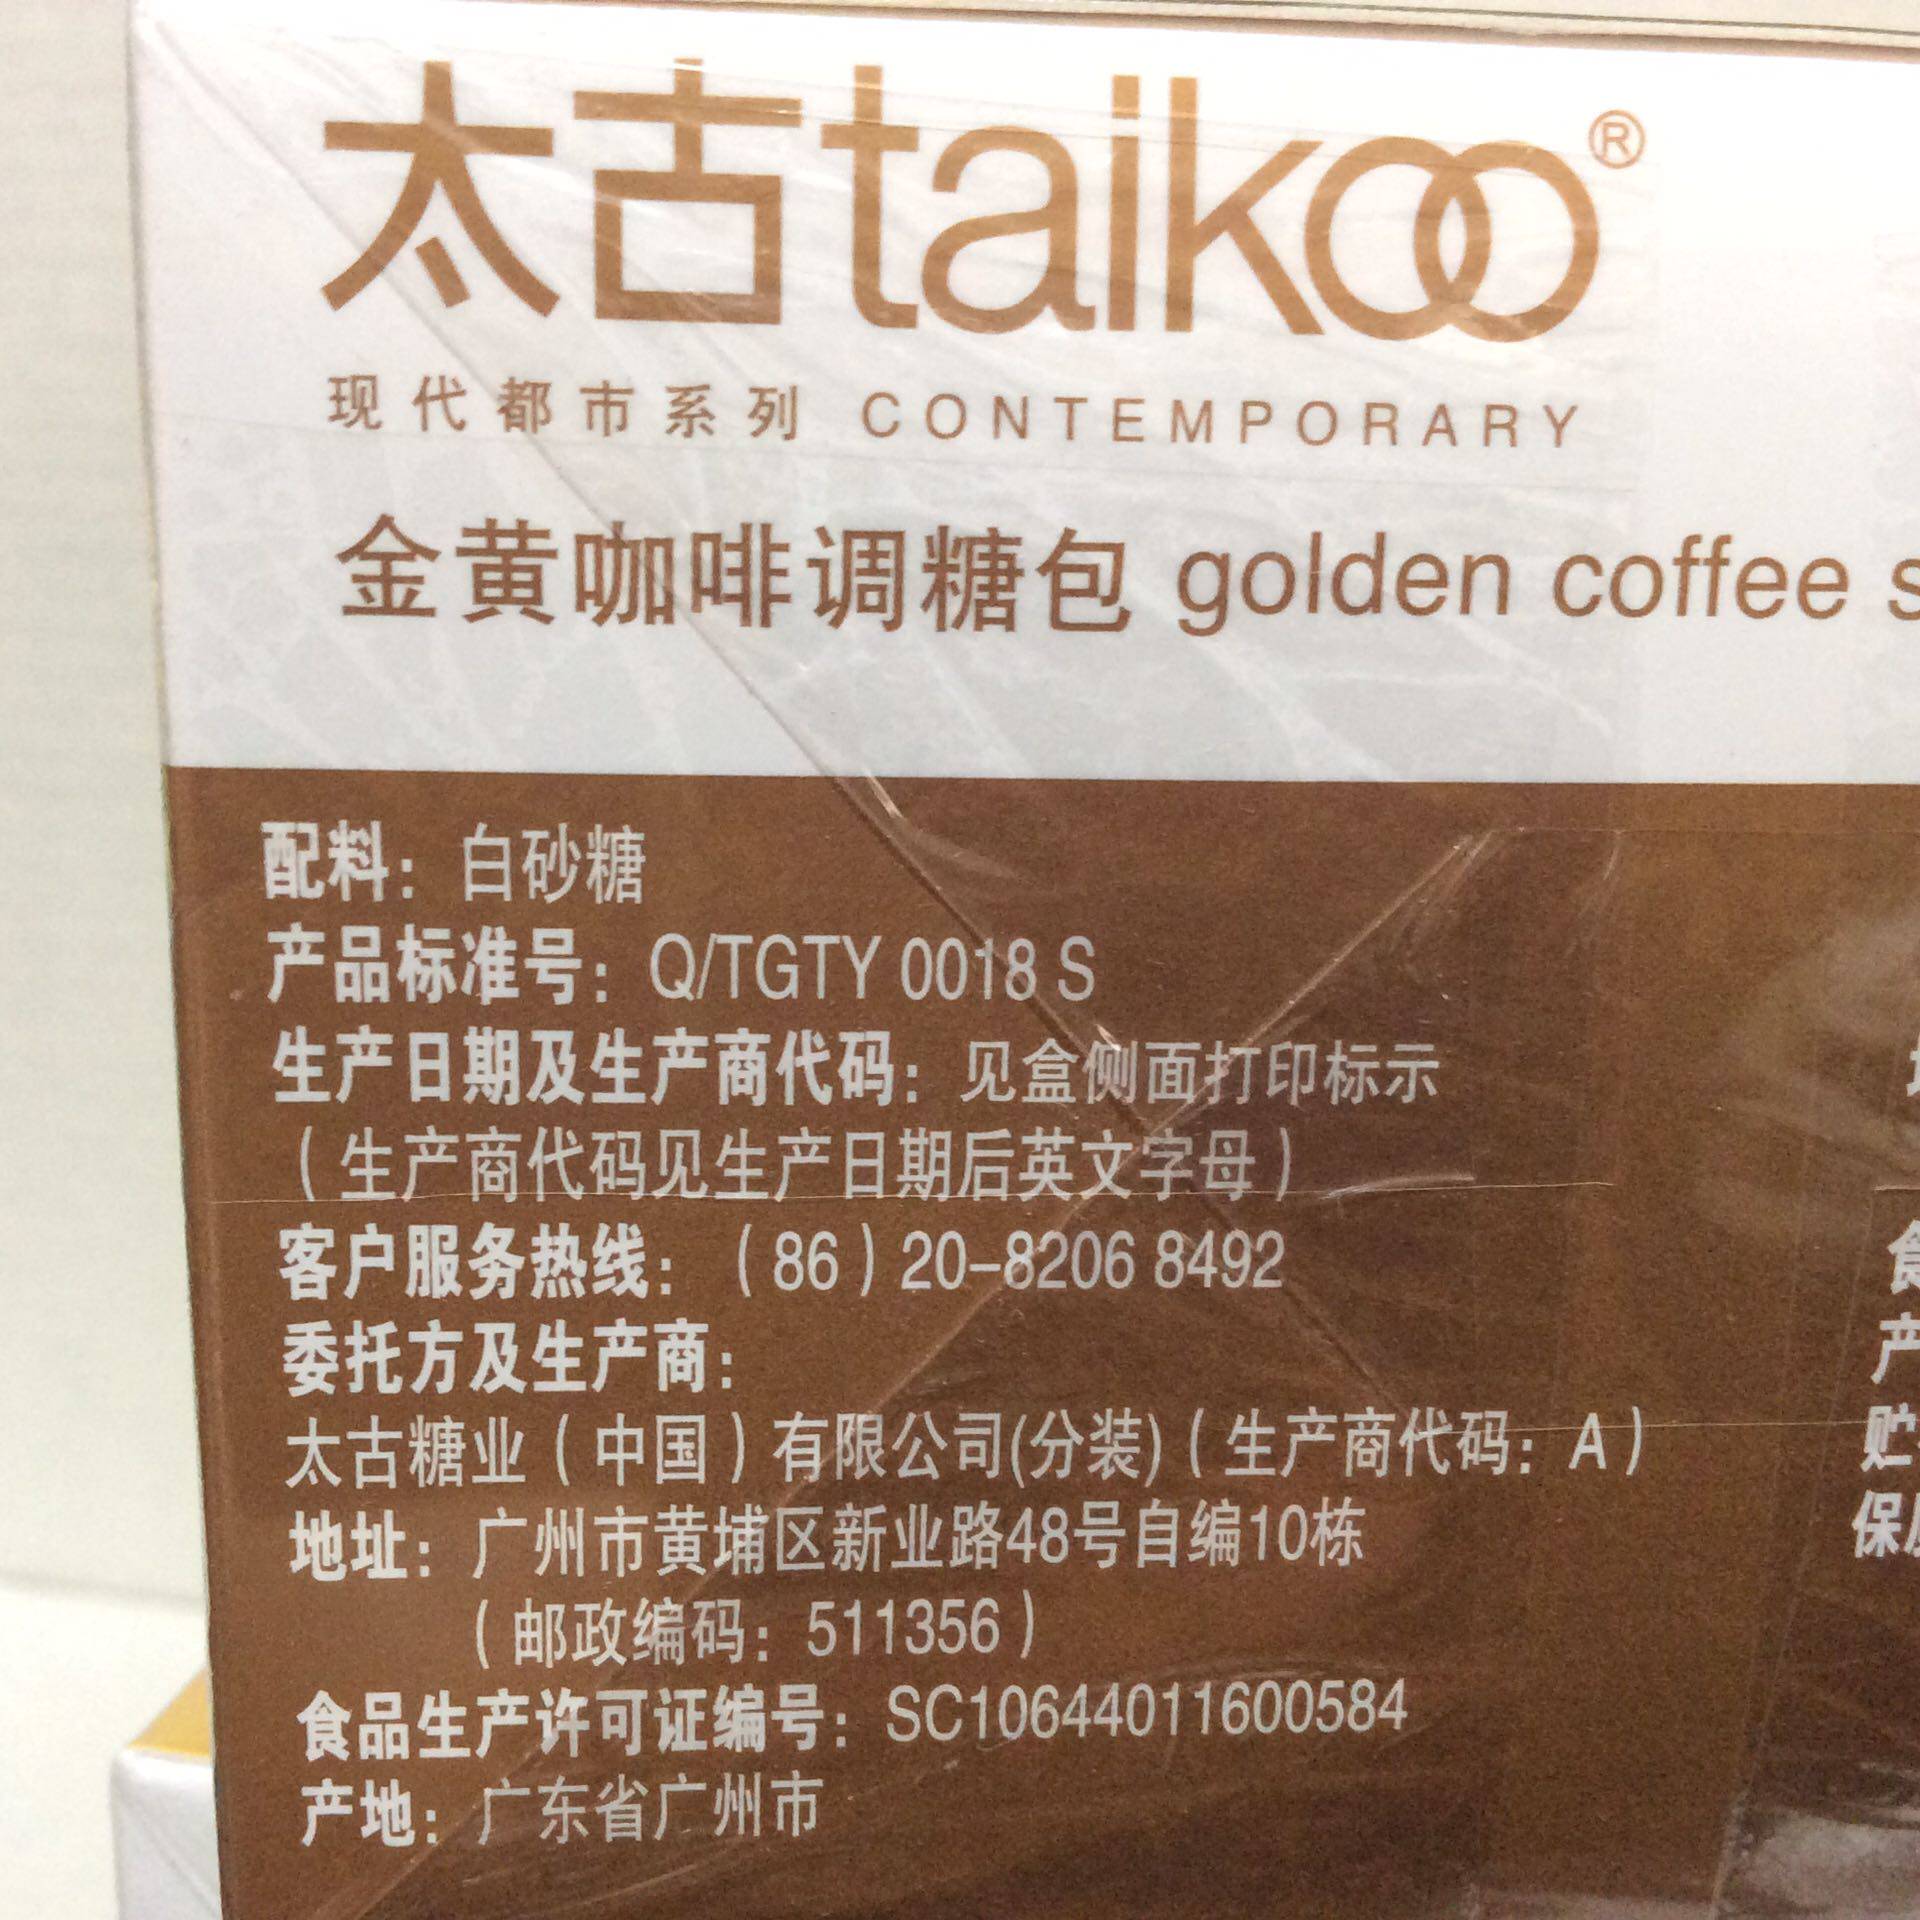 太古taikoo®
现代都市系列 CONTEMPORARY
金黄咖啡调糖包 golden coffee s
配料：白砂糖
产品标准号：Q/TGTY 0018 S
生产日期及生产商代码：见盒侧面打印标示
（生产商代码见生产日期后英文字母）
客户服务热线：（86）20-8206 8492
委托方及生产商：
太古糖业（中国）有限公司(分装)（生产商代码：A）
地址：广州市黄埔区新业路48号自编10栋
（邮政编码：511356）
食品生产许可证编号：SC10644011600584
产地：广东省广州市
食
产
贮
保